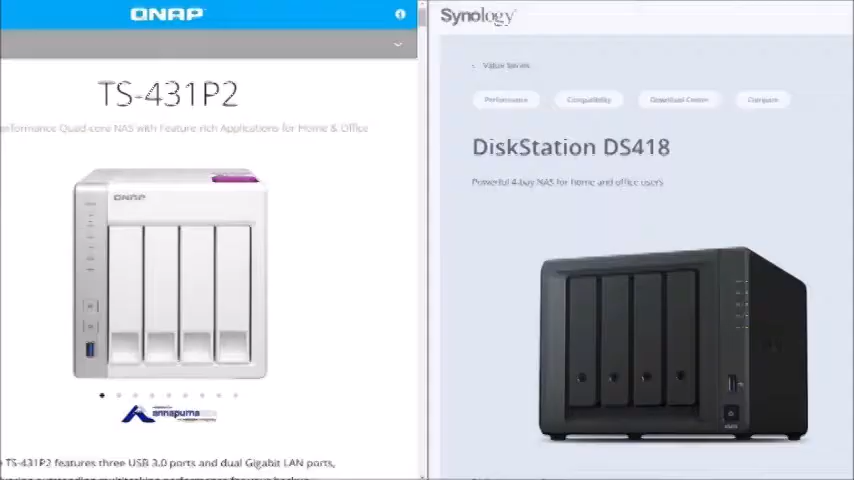 QNAP
TS-431P2
Quad-core NAS with Feature-rich Applications for Home & Office
QNAP
annapurna
TS-431P2 features three USB 3.0 ports and dual Gigabit LAN ports,
Synology
< Value Series
Performance
Compatibility
Download Center
Compare
DiskStation DS418
Powerful 4-bay NAS for home and office users